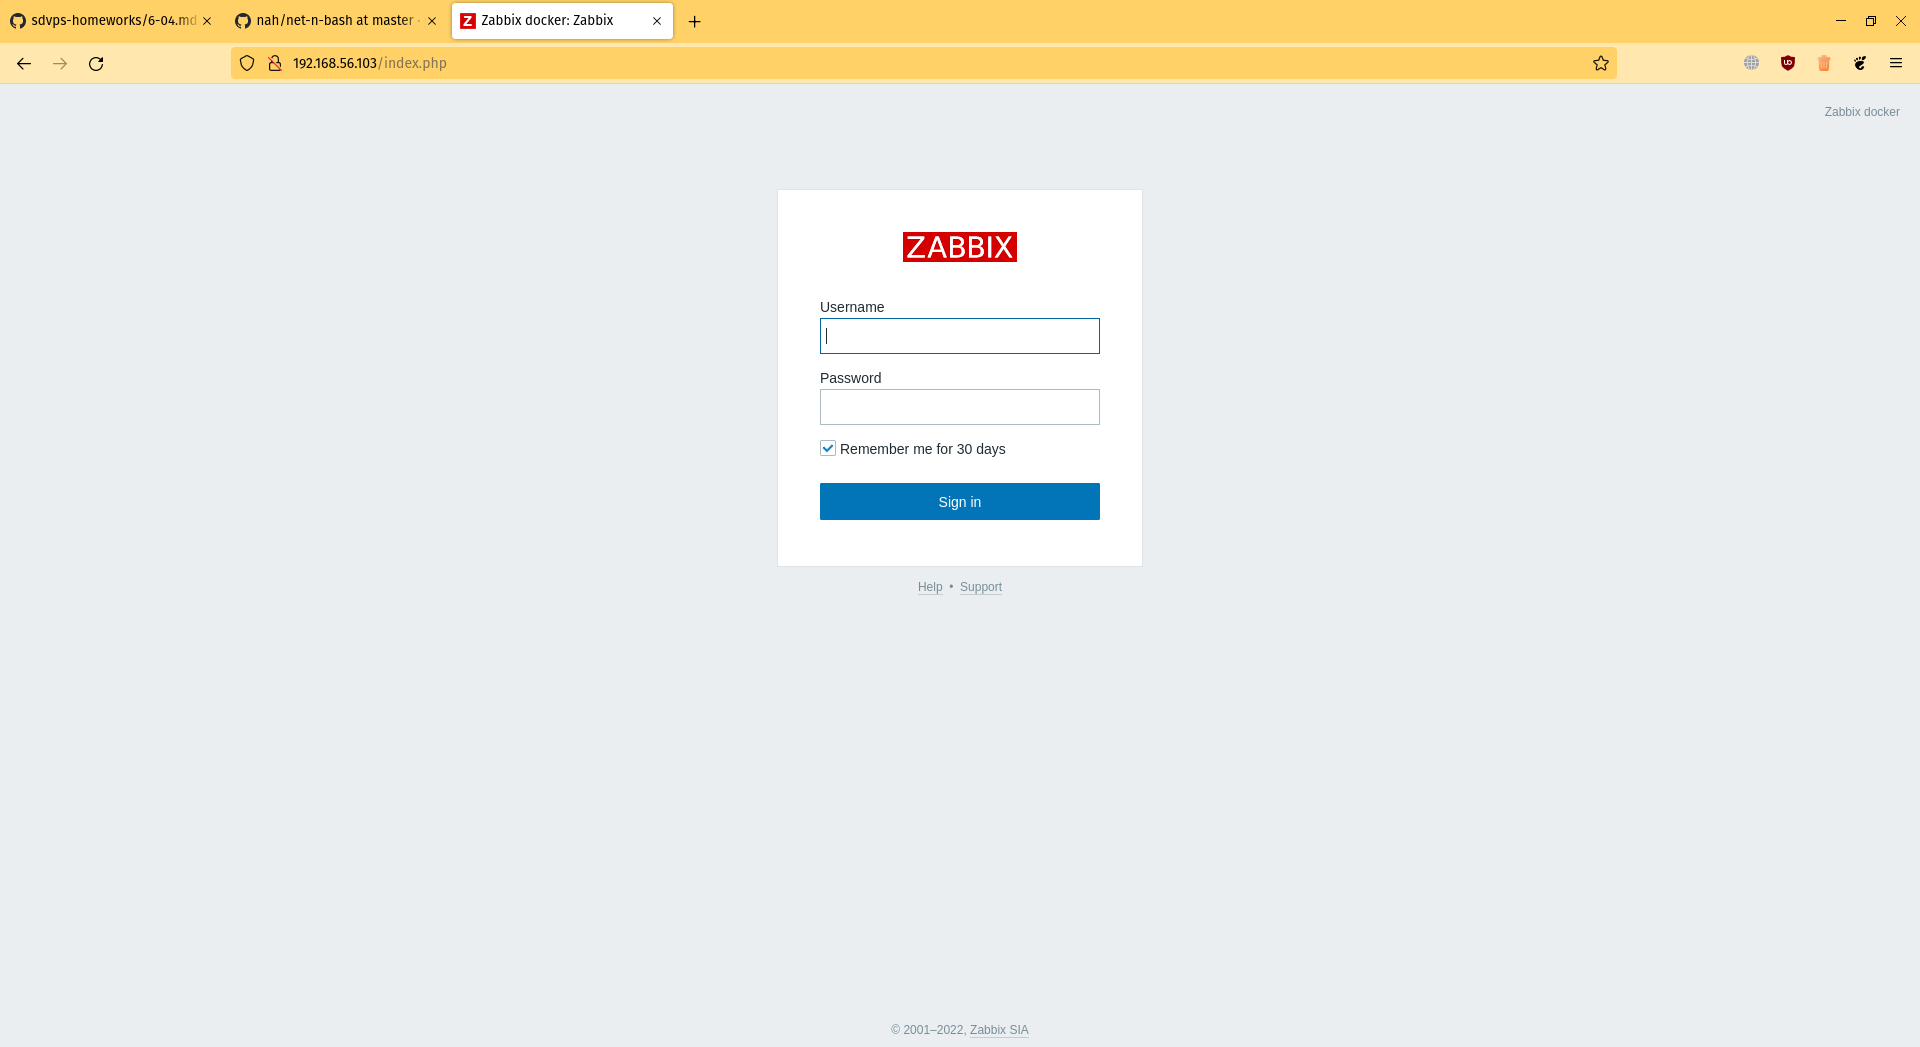 sdvps-homeworks/6-04.md
nah/net-n-bash at master
Zabbix docker: Zabbix
192.168.56.103/index.php
Zabbix docker
ZABBIX
Username
Password
Remember me for 30 days
Sign in
Help • Support
© 2001–2022, Zabbix SIA